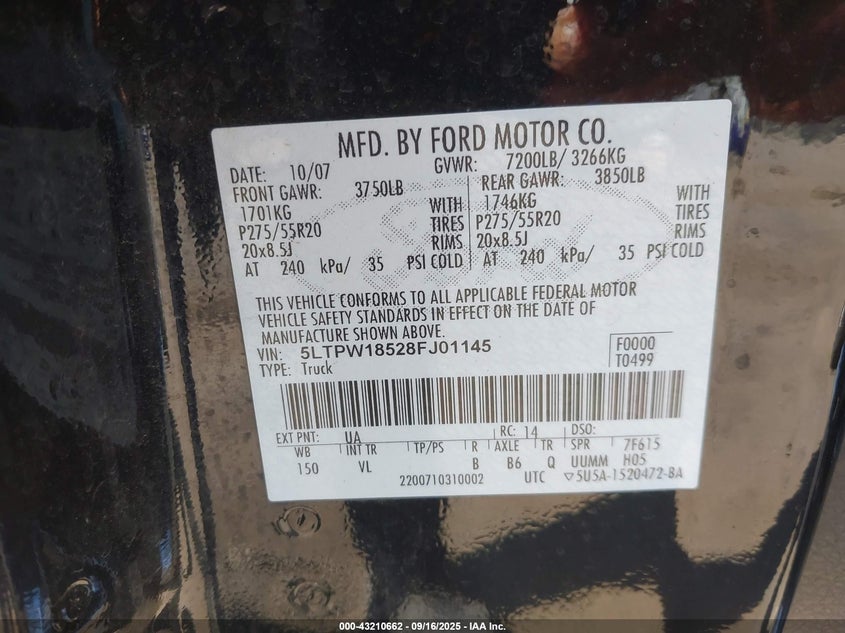 MFD. BY FORD MOTOR CO.
DATE: 10/07 GVWR: 7200LB/ 3266KG
FRONT GAWR: 3750LB REAR GAWR: 3850LB
1701KG WITH 1746KG WITH
P275/55R20 TIRES P275/55R20 TIRES
20x8.5J RIMS 20x8.5J RIMS
AT 240 kPa/ 35 PSI COLD AT 240 kPa/ 35 PSI COLD
THIS VEHICLE CONFORMS TO ALL APPLICABLE FEDERAL MOTOR
VEHICLE SAFETY STANDARDS IN EFFECT ON THE DATE OF
MANUFACTURE SHOWN ABOVE.
VIN: 5LTPW18528FJ01145 F0000
TYPE: Truck T0499
EXT PNT: UA RC: 14 DSO:
WB INT TR TP/PS R AXLE TR SPR 7F615
150 VL B B6 Q UUMM H05
2200710310002 UTC ▽5U5A-1520472-BA
000-43210662 - 09/16/2025 - IAA Inc.